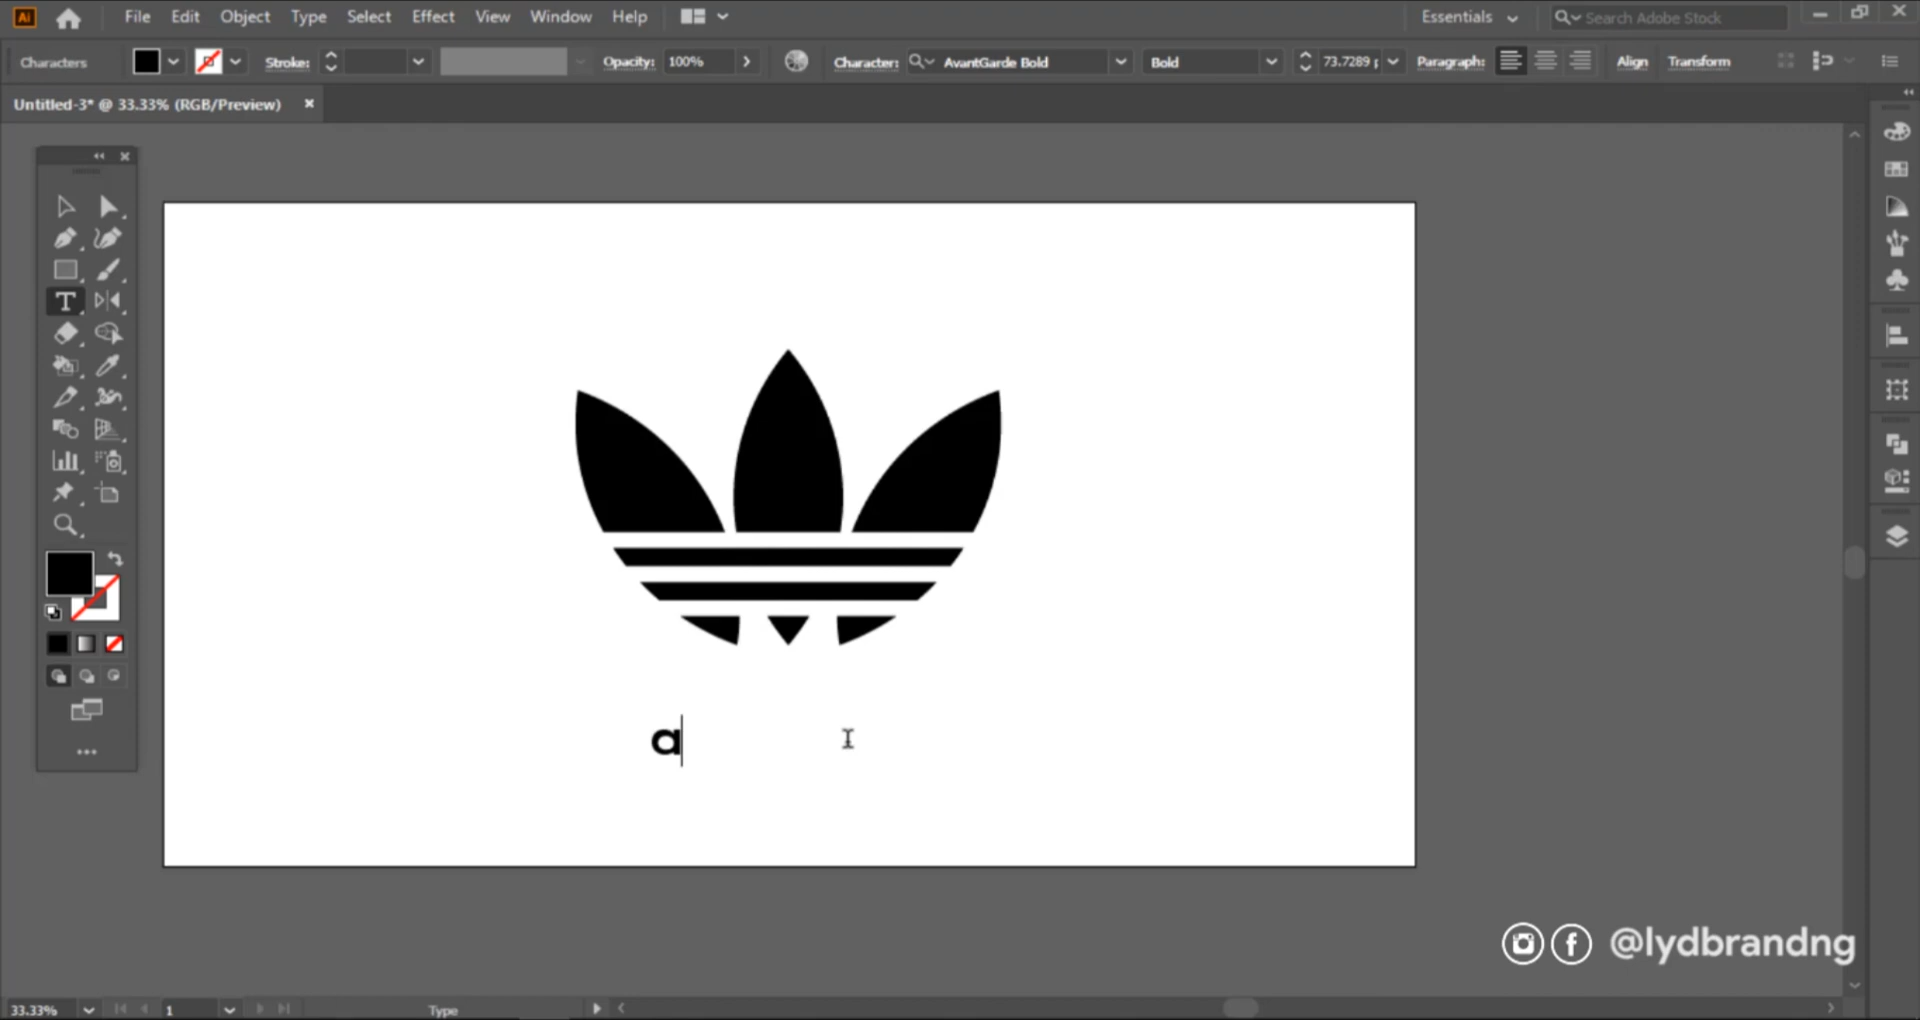 Ai File Edit Object Type Select Effect View Window Help Essentials Search Adobe Stock
Characters Stroke: Opacity: 100% Character: AvantGarde Bold Bold 73.7289 p Paragraph: Align Transform
Untitled-3* @ 33.33% (RGB/Preview)
a
@lydbrandng
33.33% 1 Type